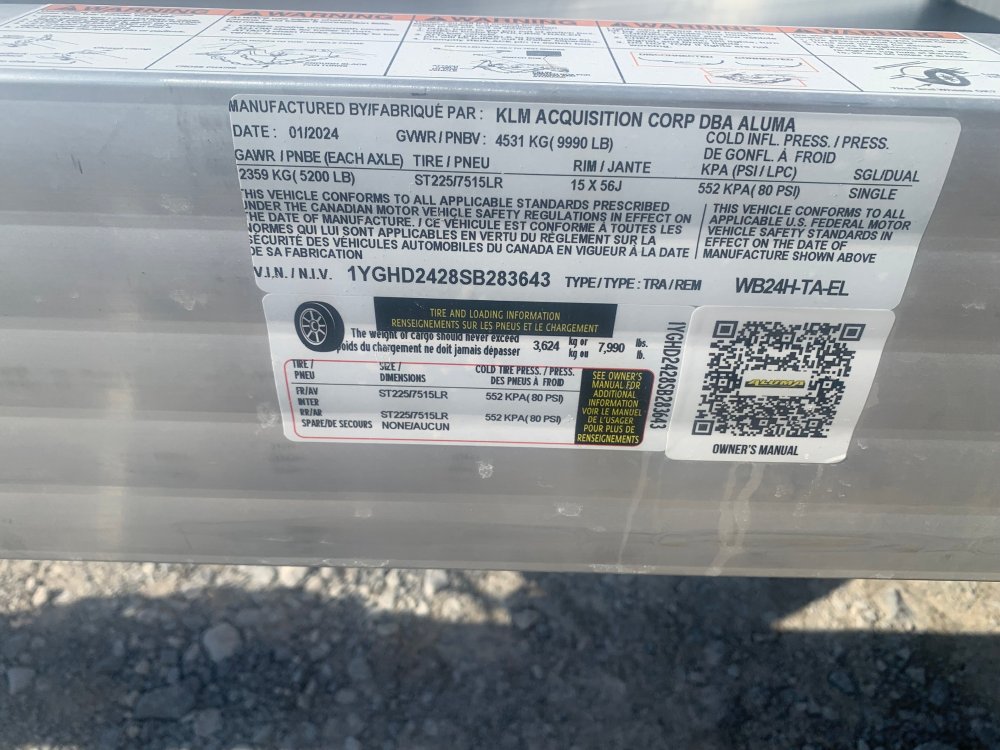 WARNING WARNING WARNING WARNING WARNING
MANUFACTURED BY/FABRIQUÉ PAR : KLM ACQUISITION CORP DBA ALUMA
DATE : 01/2024 GVWR / PNBV : 4531 KG( 9990 LB) COLD INFL. PRESS. / PRESS.
DE GONFL. À FROID
GAWR / PNBE (EACH AXLE) TIRE / PNEU RIM / JANTE KPA (PSI / LPC) SGL/DUAL
2359 KG( 5200 LB) ST225/7515LR 15 X 56J 552 KPA( 80 PSI) SINGLE
THIS VEHICLE CONFORMS TO ALL APPLICABLE STANDARDS PRESCRIBED
UNDER THE CANADIAN MOTOR VEHICLE SAFETY REGULATIONS IN EFFECT ON
THE DATE OF MANUFACTURE. / CE VÉHICULE EST CONFORME À TOUTES LES
NORMES QUI LUI SONT APPLICABLES EN VERTU DU RÈGLEMENT SUR LA
SÉCURITÉ DES VÉHICULES AUTOMOBILES DU CANADA EN VIGUEUR À LA DATE
DE SA FABRICATION
THIS VEHICLE CONFORMS TO ALL
APPLICABLE U.S. FEDERAL MOTOR
VEHICLE SAFETY STANDARDS IN
EFFECT ON THE DATE OF
MANUFACTURE SHOWN ABOVE
V.I.N. / N.I.V. 1YGHD2428SB283643 TYPE / TYPE : TRA / REM WB24H-TA-EL
TIRE AND LOADING INFORMATION
RENSEIGNEMENTS SUR LES PNEUS ET LE CHARGEMENT
The weight of cargo should never exceed 3,624 kg or 7,990 lbs.
poids du chargement ne doit jamais dépasser kg ou lb.
TIRE / SIZE / COLD TIRE PRESS. / PRESS.
PNEU DIMENSIONS DES PNEUS À FROID
FR/AV ST225/7515LR 552 KPA( 80 PSI)
INTER
RR/AR ST225/7515LR 552 KPA( 80 PSI)
SPARE/DE SECOURS NONE/AUCUN
SEE OWNER'S
MANUAL FOR
ADDITIONAL
INFORMATION
VOIR LE MANUEL
DE L'USAGER
POUR PLUS DE
RENSEIGNEMENTS
1YGHD2428SB283643
ALUMA
OWNER'S MANUAL